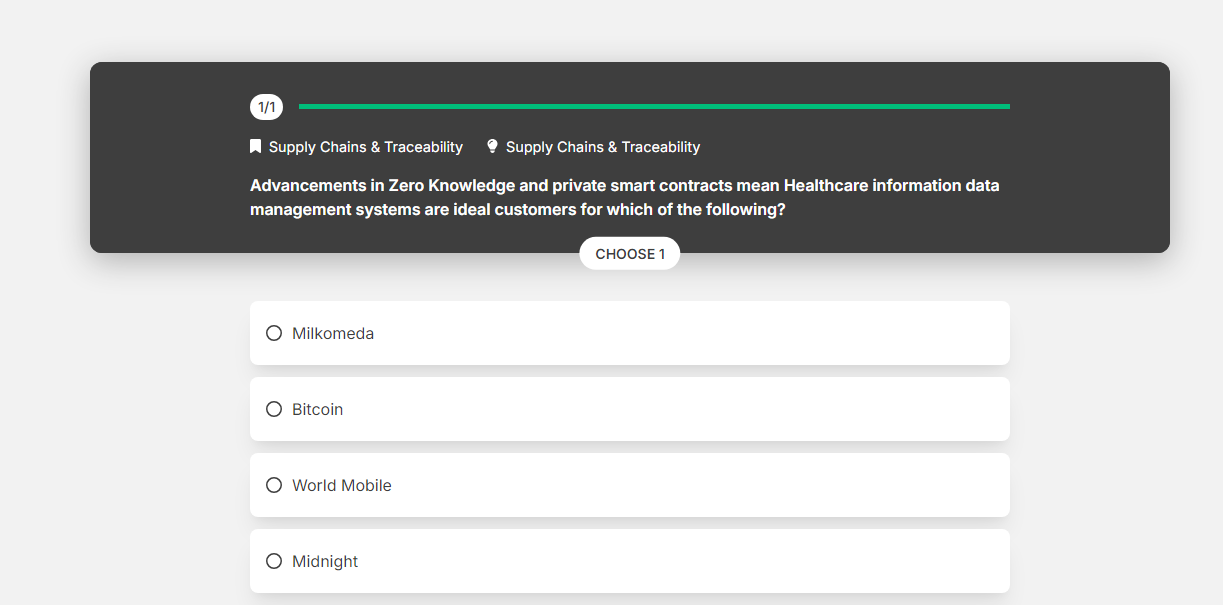 1/1
Supply Chains & Traceability Supply Chains & Traceability
Advancements in Zero Knowledge and private smart contracts mean Healthcare information data
management systems are ideal customers for which of the following?
CHOOSE 1
Milkomeda
Bitcoin
World Mobile
Midnight